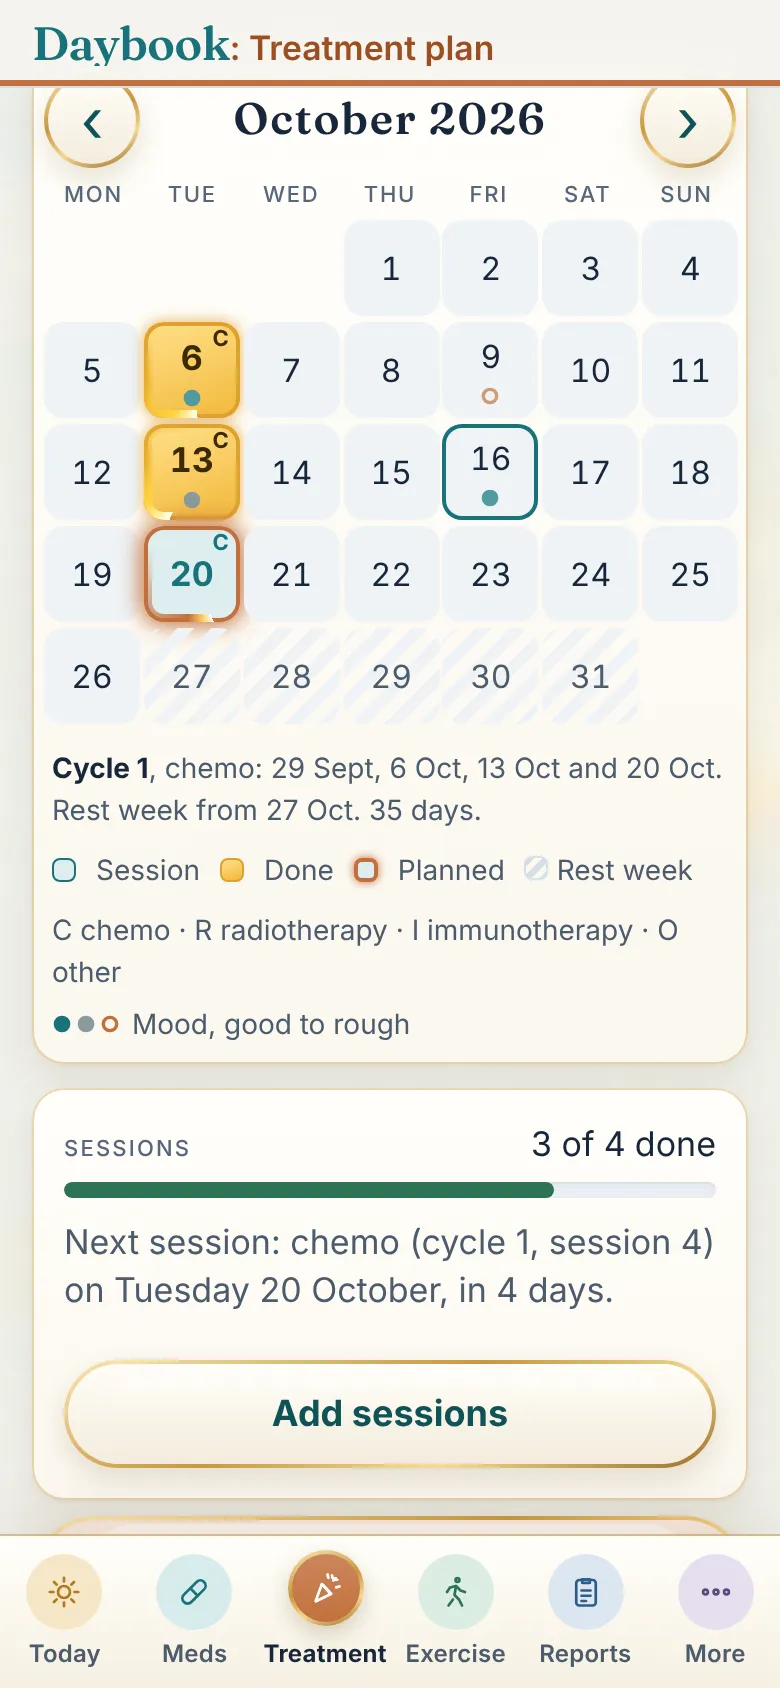 Daybook: Treatment plan
‹ October 2026 ›
MON TUE WED THU FRI SAT SUN
1 2 3 4
5 6 C 7 8 9 10 11
12 13 C 14 15 16 17 18
19 20 C 21 22 23 24 25
26 27 28 29 30 31
Cycle 1, chemo: 29 Sept, 6 Oct, 13 Oct and 20 Oct.
Rest week from 27 Oct. 35 days.
Session Done Planned Rest week
C chemo · R radiotherapy · I immunotherapy · O
other
Mood, good to rough
SESSIONS 3 of 4 done
Next session: chemo (cycle 1, session 4)
on Tuesday 20 October, in 4 days.
Add sessions
Today Meds Treatment Exercise Reports More